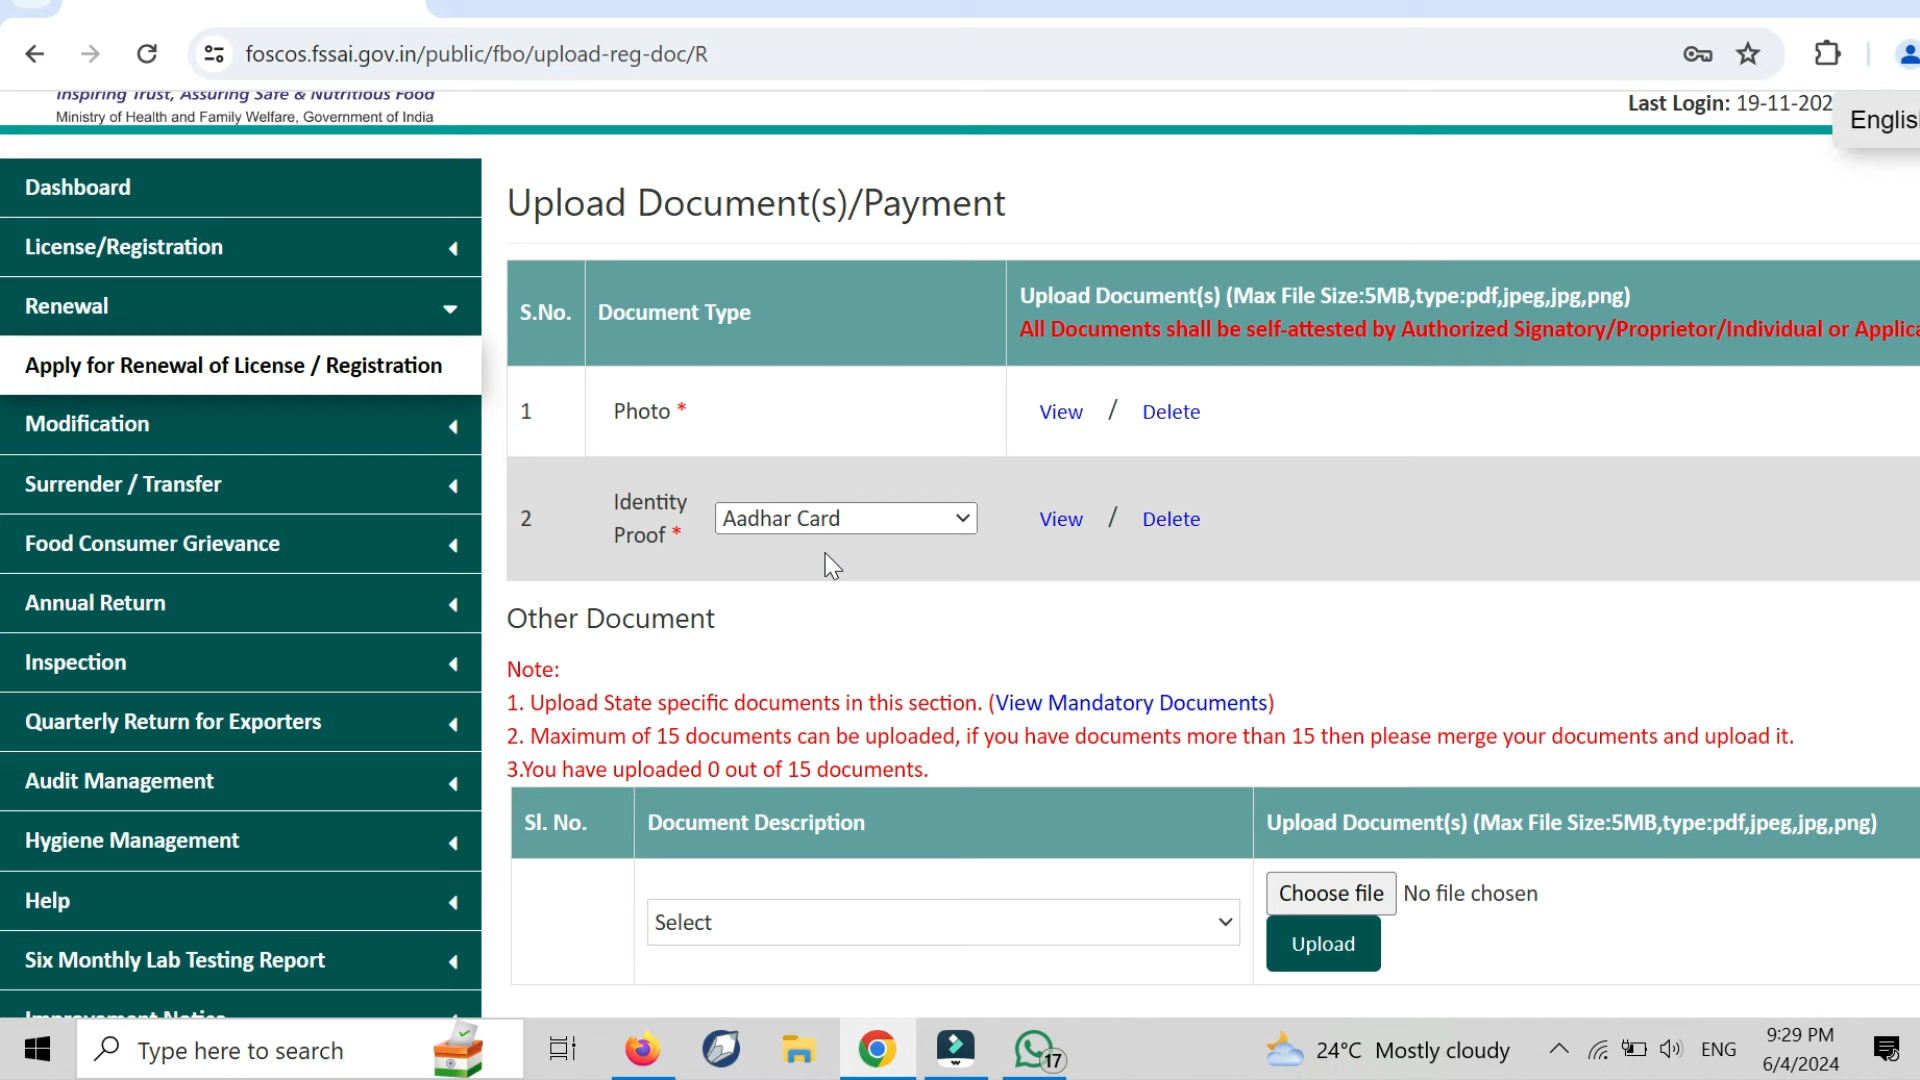 foscos.fssai.gov.in/public/fbo/upload-reg-doc/R
Inspiring Trust, Assuring Safe & Nutritious Food
Ministry of Health and Family Welfare, Government of India
Last Login: 19-11-202
Englis
Dashboard
License/Registration
Renewal
Apply for Renewal of License / Registration
Modification
Surrender / Transfer
Food Consumer Grievance
Annual Return
Inspection
Quarterly Return for Exporters
Audit Management
Hygiene Management
Help
Six Monthly Lab Testing Report
Improvement Notice
Upload Document(s)/Payment
S.No.
Document Type
Upload Document(s) (Max File Size:5MB,type:pdf,jpeg,jpg,png)
All Documents shall be self-attested by Authorized Signatory/Proprietor/Individual or Applica
1
Photo *
View / Delete
2
Identity
Proof *
Aadhar Card
View / Delete
Other Document
Note:
1. Upload State specific documents in this section. (View Mandatory Documents)
2. Maximum of 15 documents can be uploaded, if you have documents more than 15 then please merge your documents and upload it.
3.You have uploaded 0 out of 15 documents.
Sl. No.
Document Description
Upload Document(s) (Max File Size:5MB,type:pdf,jpeg,jpg,png)
Select
Choose file No file chosen
Upload
Type here to search
17
24°C Mostly cloudy
ENG
9:29 PM
6/4/2024